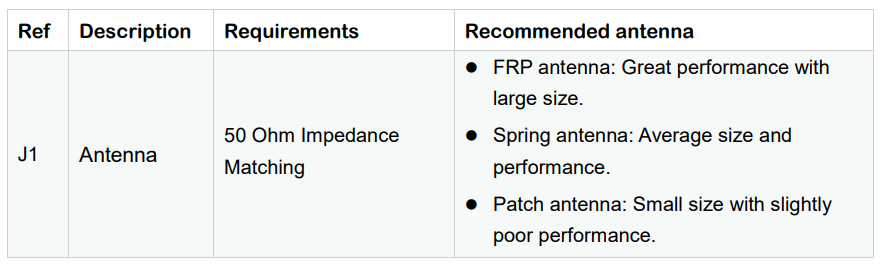 Ref Description Requirements Recommended antenna
J1 Antenna 50 Ohm Impedance
Matching
● FRP antenna: Great performance with
large size.
● Spring antenna: Average size and
performance.
● Patch antenna: Small size with slightly
poor performance.